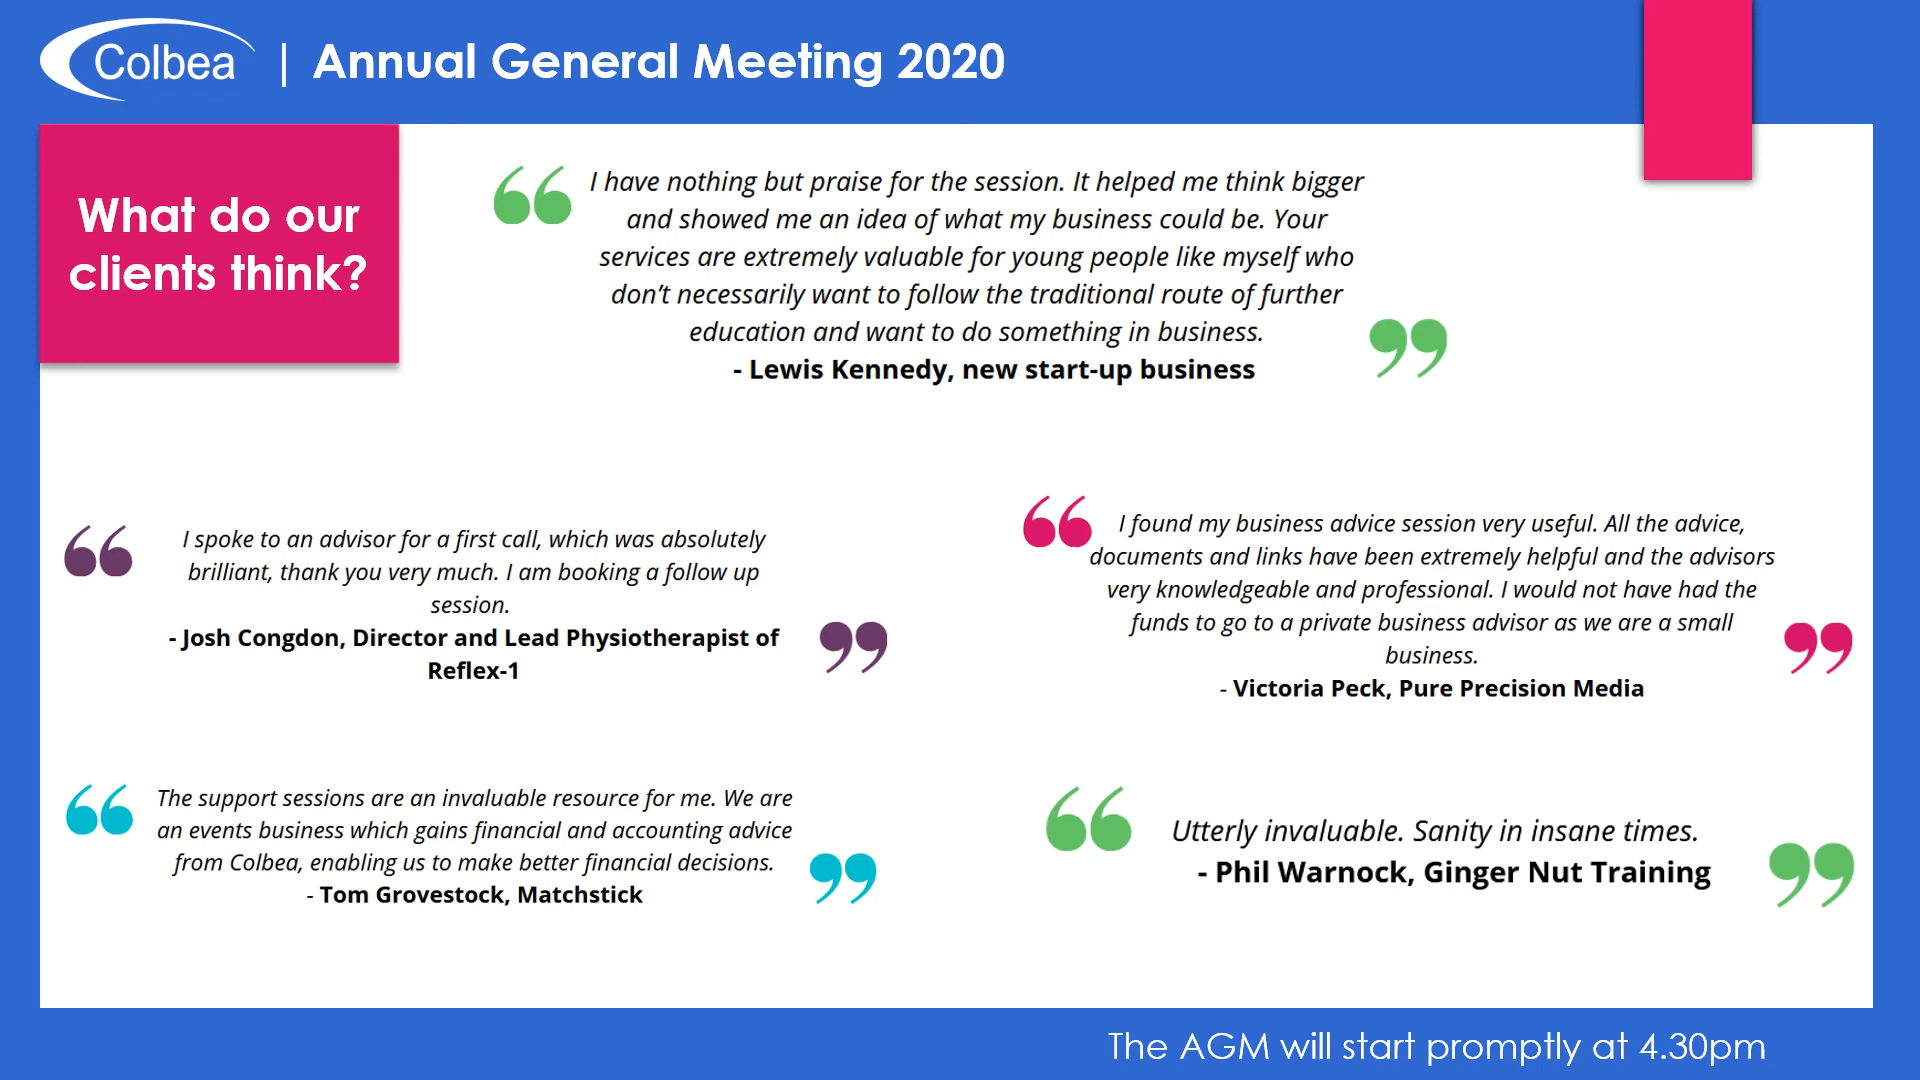 Colbea | Annual General Meeting 2020
What do our
clients think?
I have nothing but praise for the session. It helped me think bigger
and showed me an idea of what my business could be. Your
services are extremely valuable for young people like myself who
don’t necessarily want to follow the traditional route of further
education and want to do something in business.
- Lewis Kennedy, new start-up business
I spoke to an advisor for a first call, which was absolutely
brilliant, thank you very much. I am booking a follow up
session.
- Josh Congdon, Director and Lead Physiotherapist of
Reflex-1
I found my business advice session very useful. All the advice,
documents and links have been extremely helpful and the advisors
very knowledgeable and professional. I would not have had the
funds to go to a private business advisor as we are a small
business.
- Victoria Peck, Pure Precision Media
The support sessions are an invaluable resource for me. We are
an events business which gains financial and accounting advice
from Colbea, enabling us to make better financial decisions.
- Tom Grovestock, Matchstick
Utterly invaluable. Sanity in insane times.
- Phil Warnock, Ginger Nut Training
The AGM will start promptly at 4.30pm